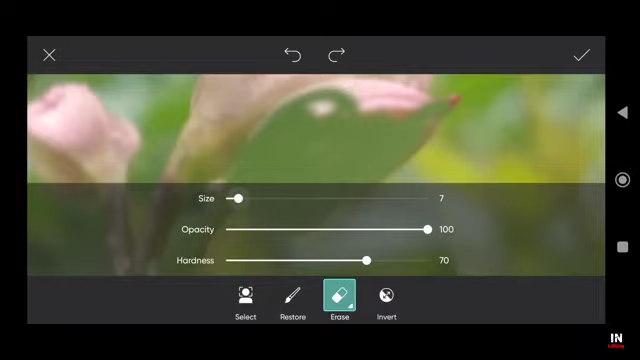 Size 7
Opacity 100
Hardness 70
Select Restore Erase Invert
IN